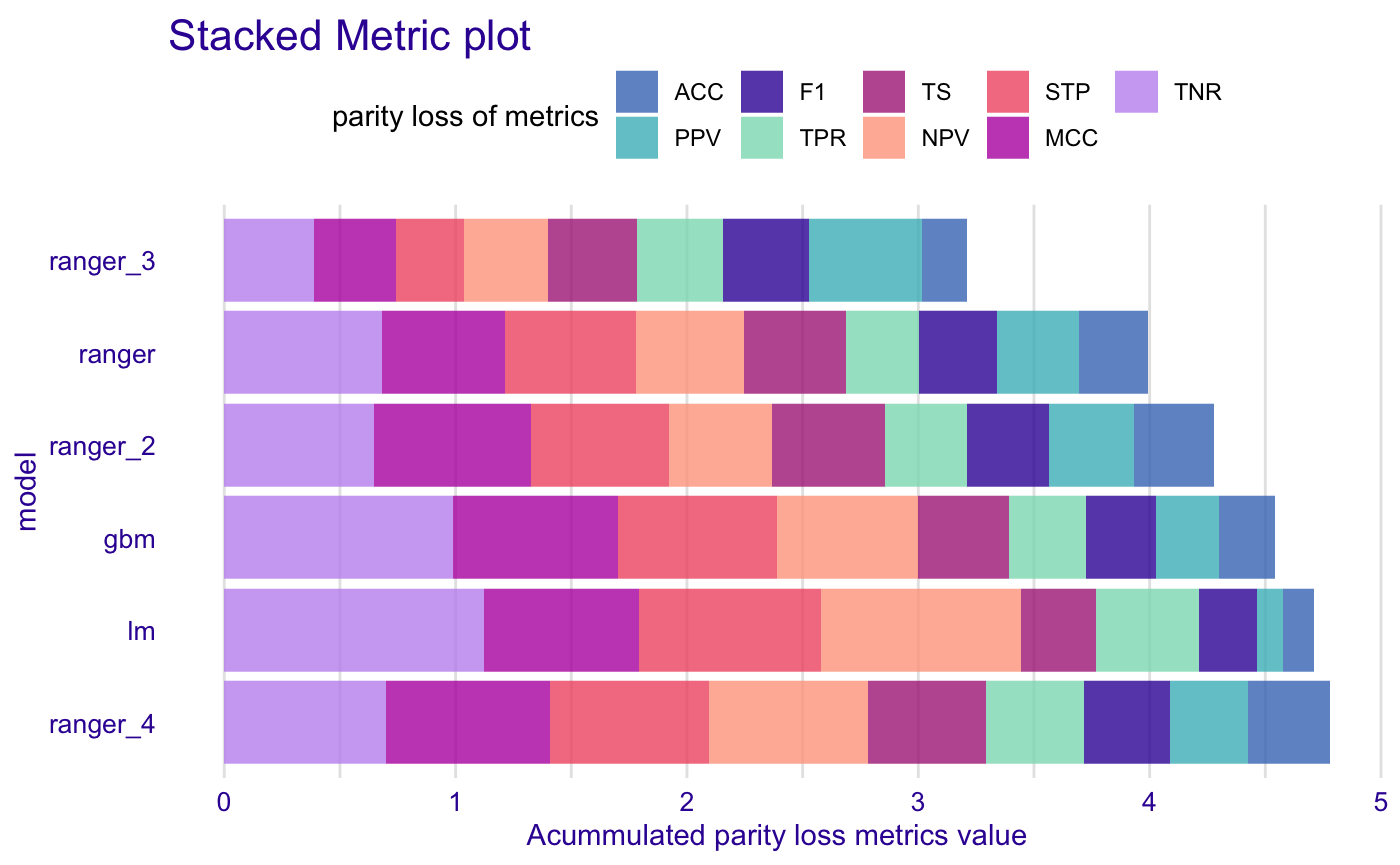 Stacked Metric plot
parity loss of metrics
ACC F1 TS STP TNR
PPV TPR NPV MCC
ranger_3
ranger
ranger_2
gbm
lm
ranger_4
model
0 1 2 3 4 5
Acummulated parity loss metrics value